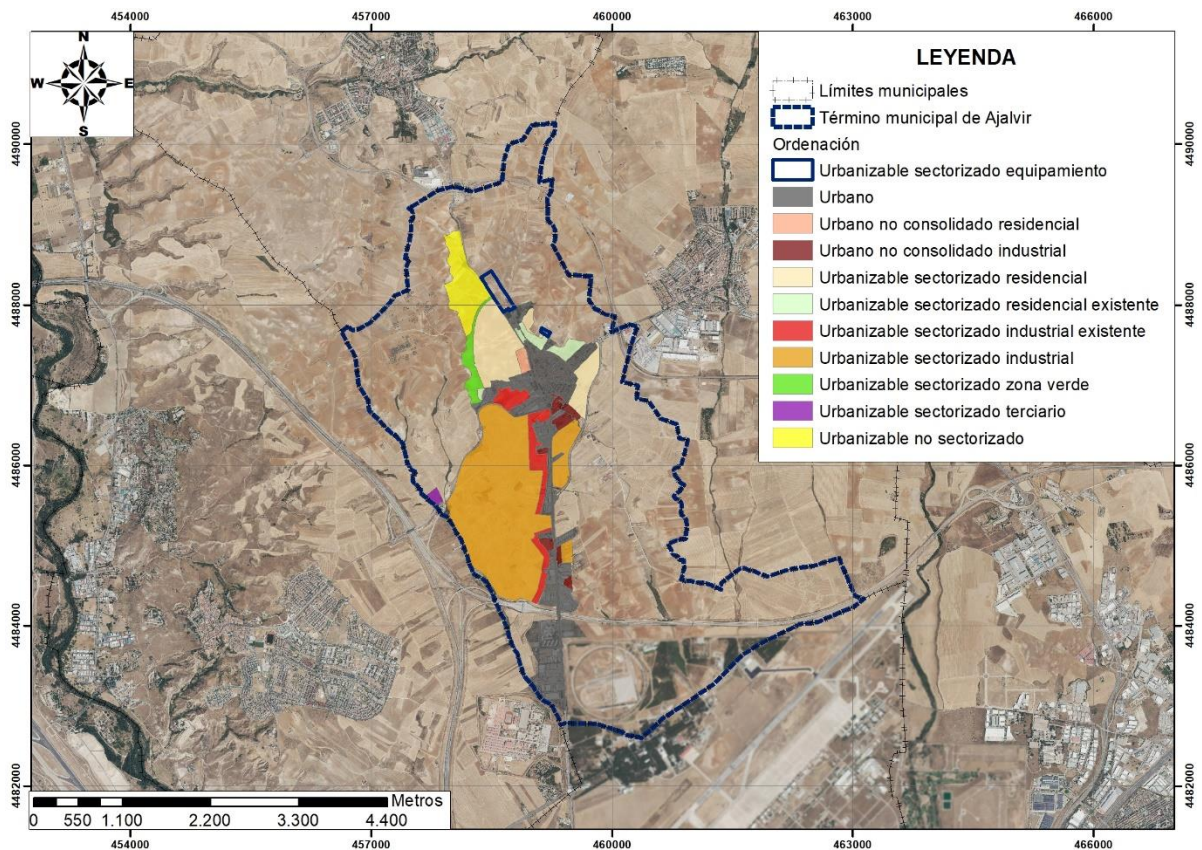 454000 457000 460000 463000 466000
N
W E
S
LEYENDA
Límites municipales
Término municipal de Ajalvir
Ordenación
Urbanizable sectorizado equipamiento
Urbano
Urbano no consolidado residencial
Urbano no consolidado industrial
Urbanizable sectorizado residencial
Urbanizable sectorizado residencial existente
Urbanizable sectorizado industrial existente
Urbanizable sectorizado industrial
Urbanizable sectorizado zona verde
Urbanizable sectorizado terciario
Urbanizable no sectorizado
4490000 4490000
4488000 4488000
4486000 4486000
4484000 4484000
4482000 4482000
Metros
0 550 1.100 2.200 3.300 4.400
454000 457000 460000 463000 466000